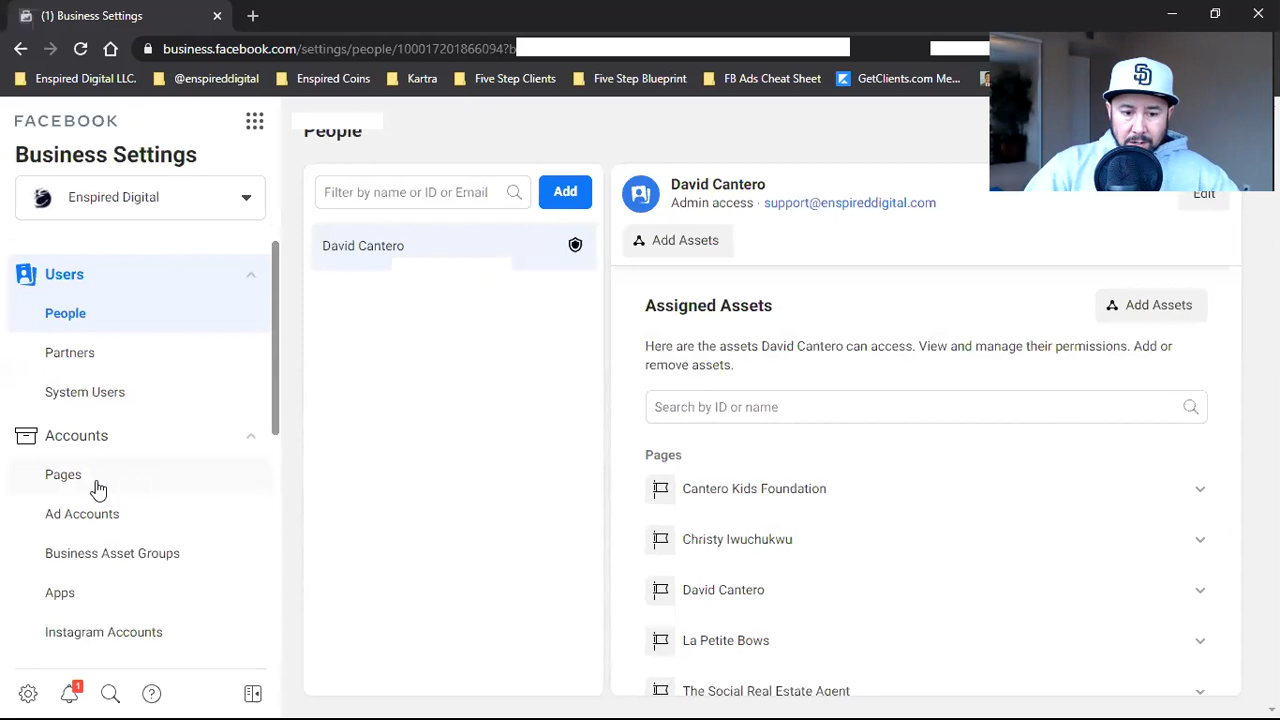 (1) Business Settings
business.facebook.com/settings/people/100017201866094?b
Enspired Digital LLC.
@enspireddigital
Enspired Coins
Kartra
Five Step Clients
Five Step Blueprint
FB Ads Cheat Sheet
GetClients.com Me...
FACEBOOK
Business Settings
Enspired Digital
Users
People
Partners
System Users
Accounts
Pages
Ad Accounts
Business Asset Groups
Apps
Instagram Accounts
1
People
Filter by name or ID or Email
Add
David Cantero
David Cantero
Admin access · support@enspireddigital.com
Edit
Add Assets
Assigned Assets
Add Assets
Here are the assets David Cantero can access. View and manage their permissions. Add or
remove assets.
Search by ID or name
Pages
Cantero Kids Foundation
Christy Iwuchukwu
David Cantero
La Petite Bows
The Social Real Estate Agent